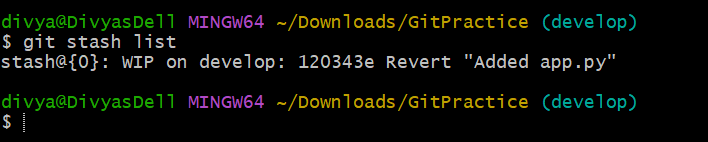 divya@DivyasDell MINGW64 ~/Downloads/GitPractice (develop)
$ git stash list
stash@{0}: WIP on develop: 120343e Revert "Added app.py"
divya@DivyasDell MINGW64 ~/Downloads/GitPractice (develop)
$